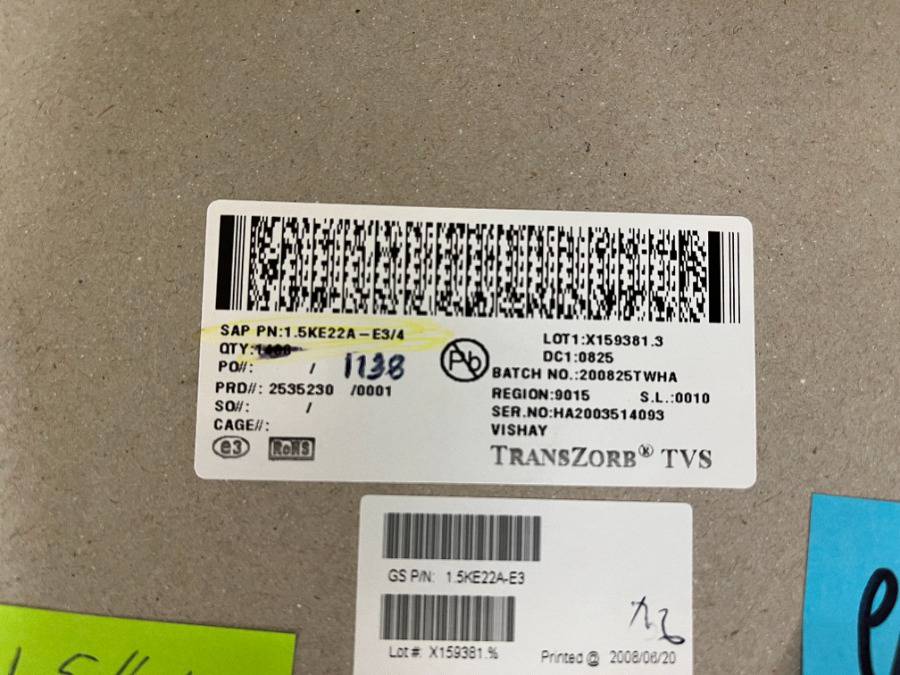 SAP PN:1.5KE22A-E3/4
QTY:1400
1138
PO#: /
PRD#: 2535230 /0001
SO#: /
CAGE#:
e3 RoHS
Pb
LOT1:X159381.3
DC1:0825
BATCH NO.:200825TWHA
REGION:9015 S.L.:0010
SER.NO:HA2003514093
VISHAY
TRANSZORB® TVS
GS P/N: 1.5KE22A-E3
Lot #: X159381.% Printed @ 2008/06/20